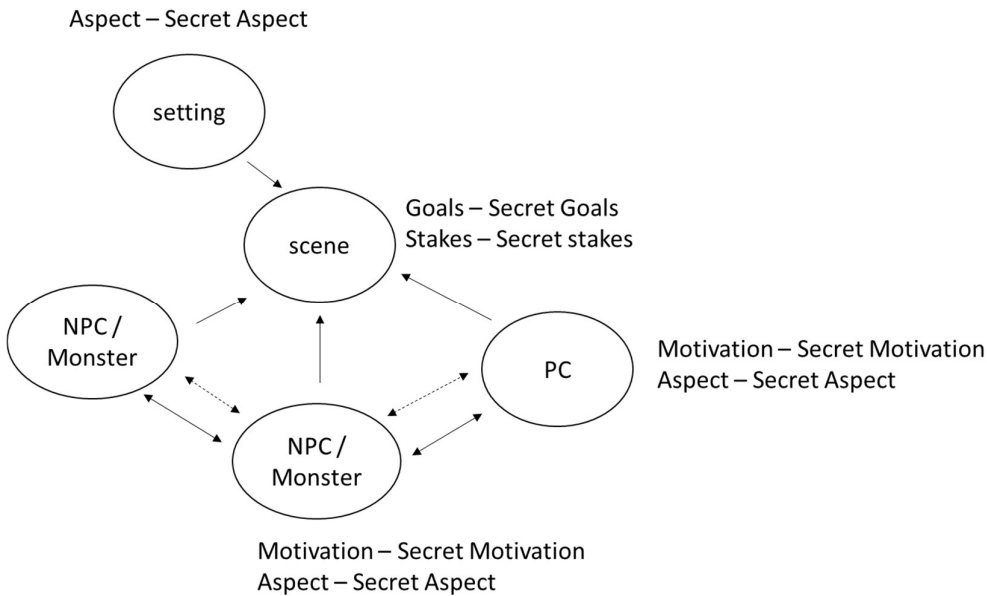 Aspect – Secret Aspect
setting
Goals – Secret Goals
Stakes – Secret stakes
scene
NPC /
Monster
PC
Motivation – Secret Motivation
Aspect – Secret Aspect
NPC /
Monster
Motivation – Secret Motivation
Aspect – Secret Aspect